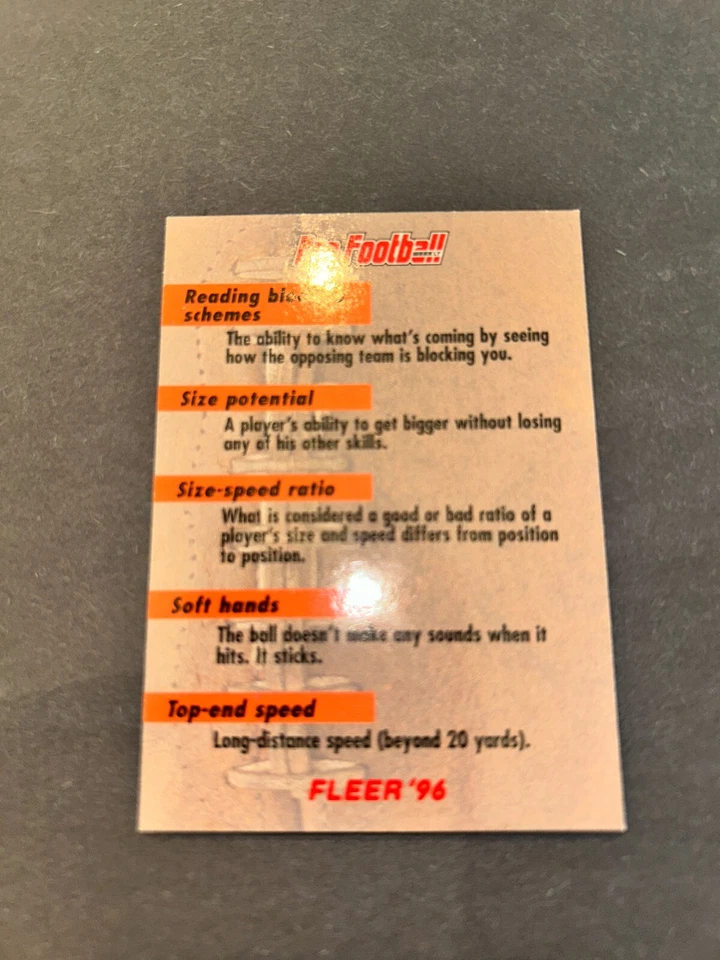 Football
WEEKLY
Reading
schemes
The ability to know what's coming by seeing
how the opposing team is blocking you.
Size potential
A player's ability to get bigger without losing
any of his other skills.
Size-speed ratio
What is considered a good or bad ratio of a
player's size and speed differs from position
to position.
Soft hands
The ball doesn't make any sounds when it
hits. It sticks.
Top-end speed
Long-distance speed (beyond 20 yards).
FLEER '96